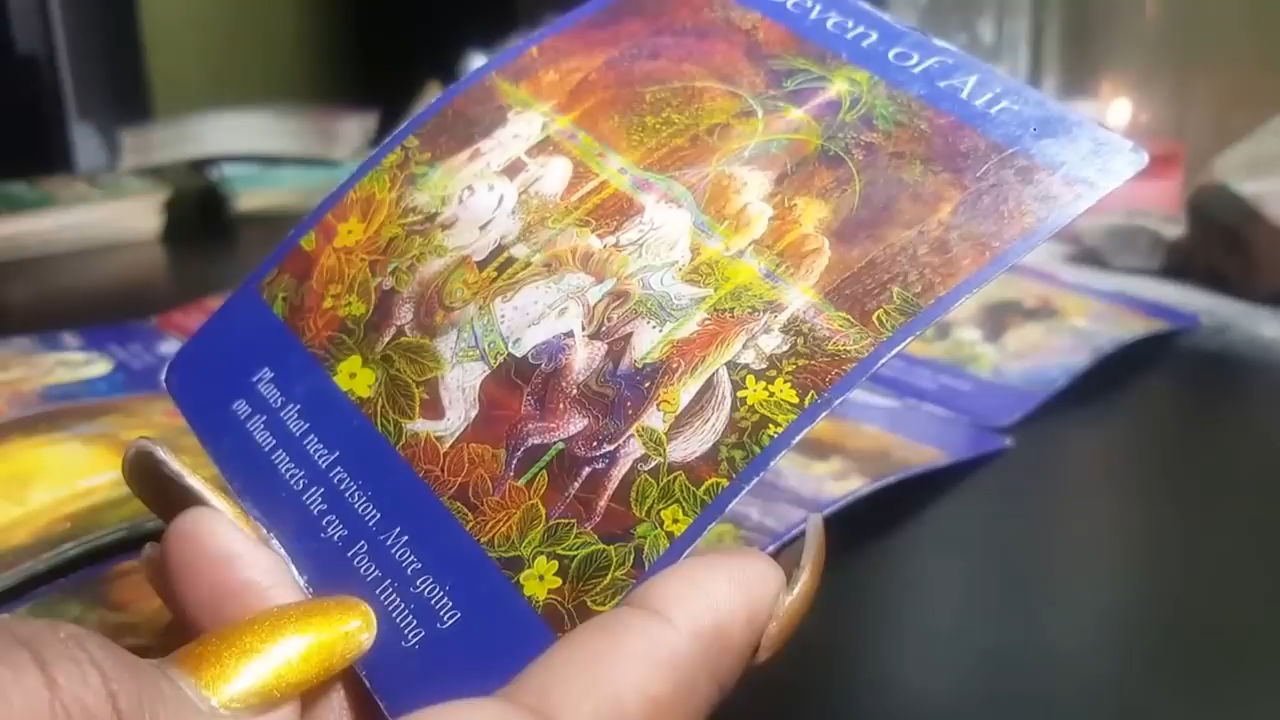 Seven of Air
Plans that need revision. More going
on than meets the eye. Poor timing.